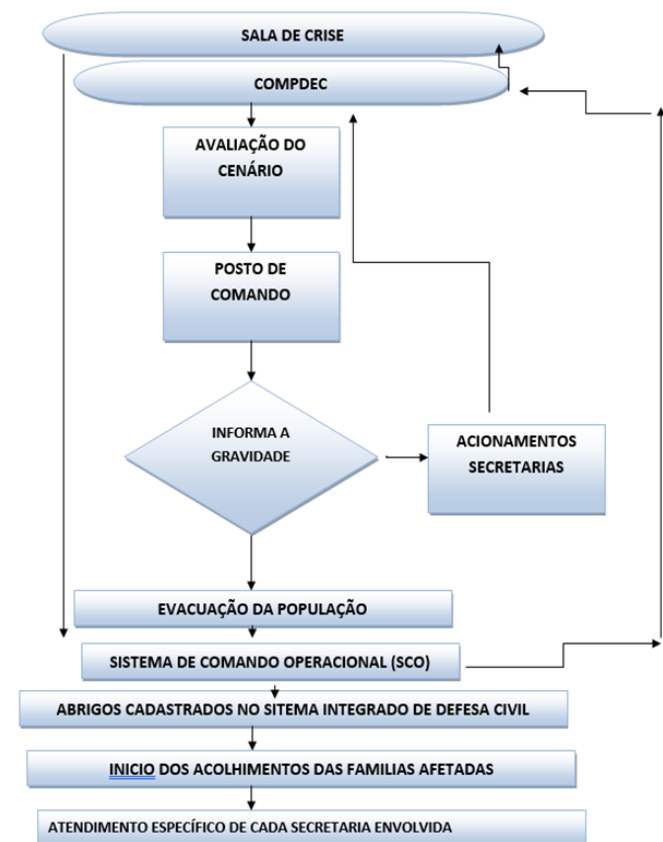 SALA DE CRISE
COMPDEC
AVALIAÇÃO DO
CENÁRIO
POSTO DE
COMANDO
INFORMA A
GRAVIDADE
ACIONAMENTOS
SECRETARIAS
EVACUAÇÃO DA POPULAÇÃO
SISTEMA DE COMANDO OPERACIONAL (SCO)
ABRIGOS CADASTRADOS NO SITEMA INTEGRADO DE DEFESA CIVIL
INICIO DOS ACOLHIMENTOS DAS FAMILIAS AFETADAS
ATENDIMENTO ESPECÍFICO DE CADA SECRETARIA ENVOLVIDA